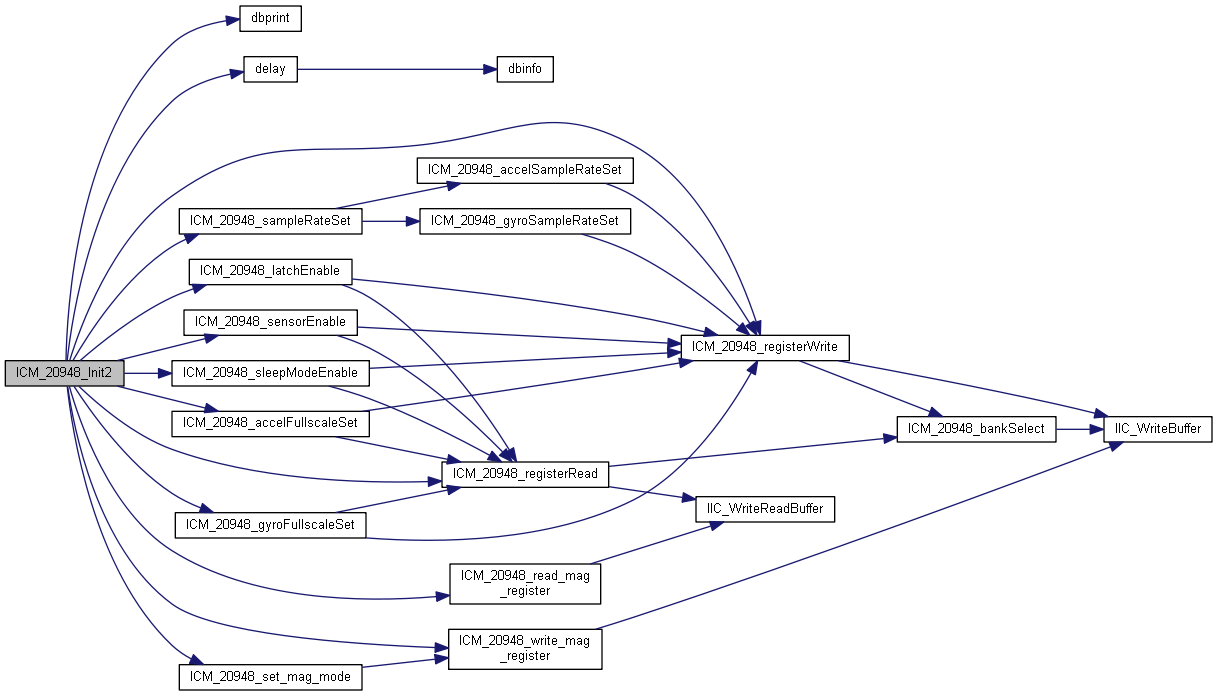 dbprint
delay
dbinfo
ICM_20948_accelSampleRateSet
ICM_20948_sampleRateSet
ICM_20948_gyroSampleRateSet
ICM_20948_latchEnable
ICM_20948_sensorEnable
ICM_20948_registerWrite
ICM_20948_Init2
ICM_20948_sleepModeEnable
ICM_20948_accelFullscaleSet
ICM_20948_bankSelect
IIC_WriteBuffer
ICM_20948_registerRead
IIC_WriteReadBuffer
ICM_20948_gyroFullscaleSet
ICM_20948_read_mag
_register
ICM_20948_write_mag
_register
ICM_20948_set_mag_mode